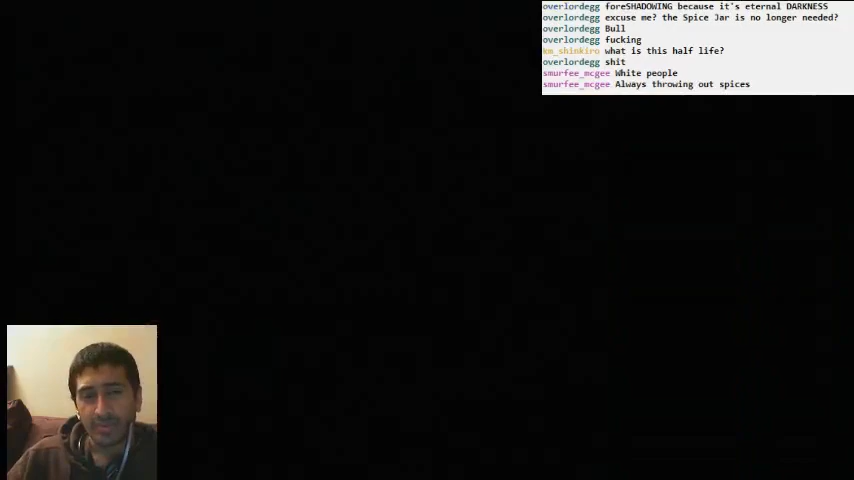 overlordegg foreSHADOWING because it's eternal DARKNESS
overlordegg excuse me? the Spice Jar is no longer needed?
overlordegg Bull
overlordegg fucking
km_shinkiro what is this half life?
overlordegg shit
smurfee_mcgee White people
smurfee_mcgee Always throwing out spices